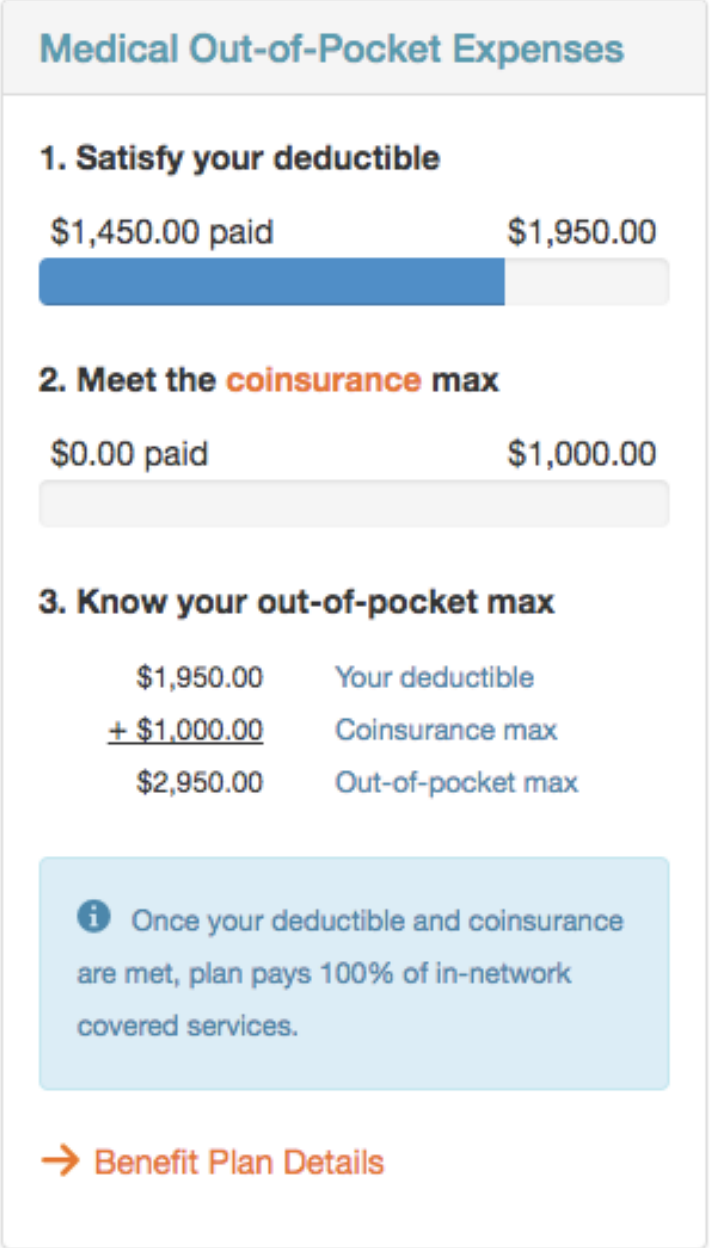 Medical Out-of-Pocket Expenses
1. Satisfy your deductible
$1,450.00 paid $1,950.00
2. Meet the coinsurance max
$0.00 paid $1,000.00
3. Know your out-of-pocket max
$1,950.00 Your deductible
+ $1,000.00 Coinsurance max
$2,950.00 Out-of-pocket max
Once your deductible and coinsurance
are met, plan pays 100% of in-network
covered services.
→ Benefit Plan Details